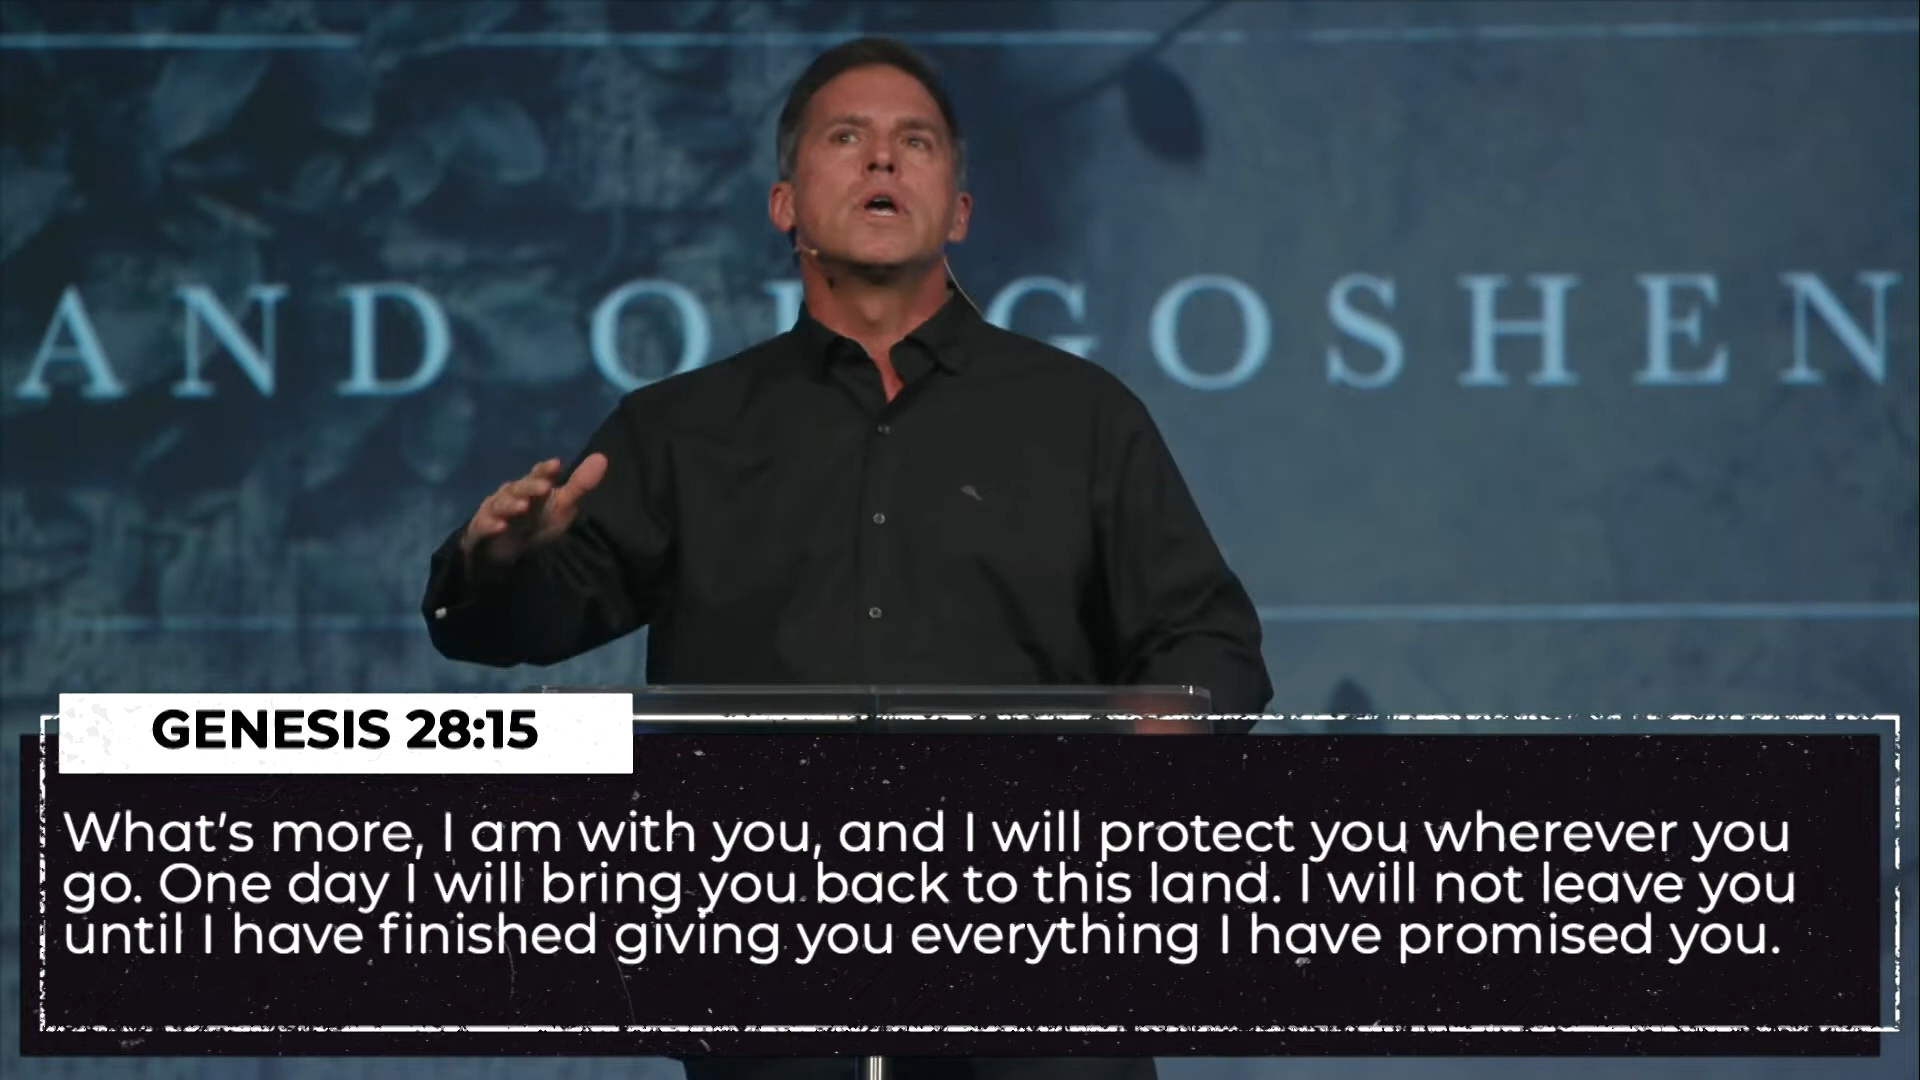 AND OF GOSHEN
GENESIS 28:15
What's more, I am with you, and I will protect you wherever you
go. One day I will bring you back to this land. I will not leave you
until I have finished giving you everything I have promised you.